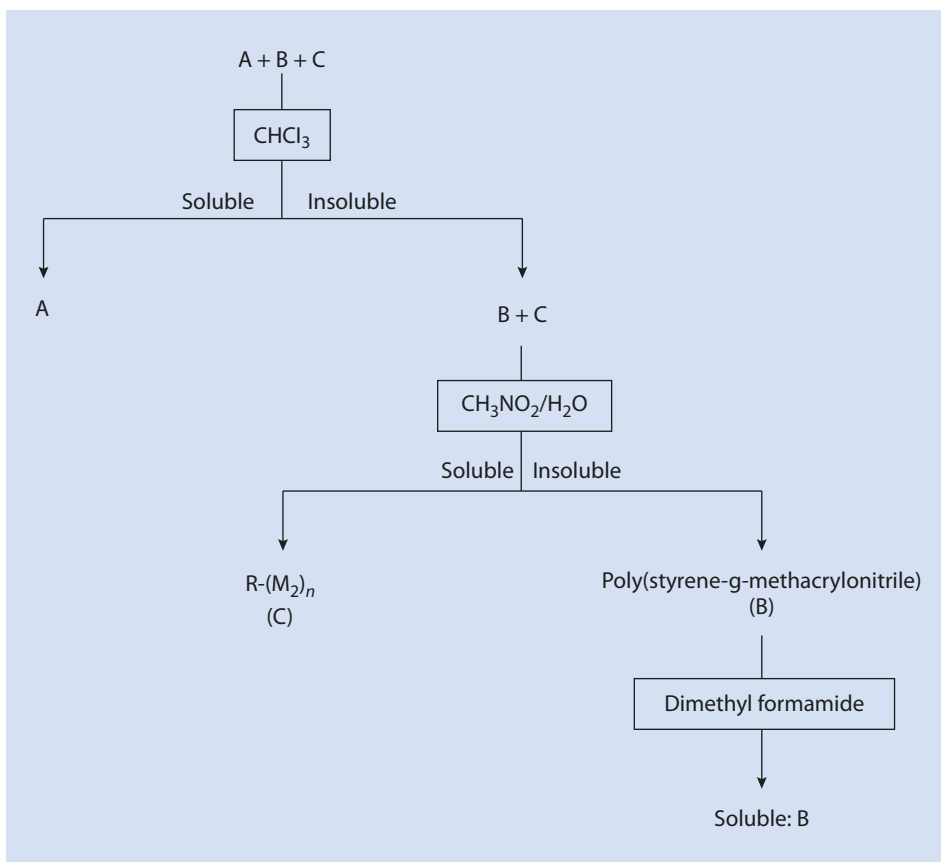 A + B + C
CHCl₃
Soluble Insoluble
A
B + C
CH₃NO₂/H₂O
Soluble Insoluble
R-(M₂)ₙ
(C)
Poly(styrene-g-methacrylonitrile)
(B)
Dimethyl formamide
Soluble: B